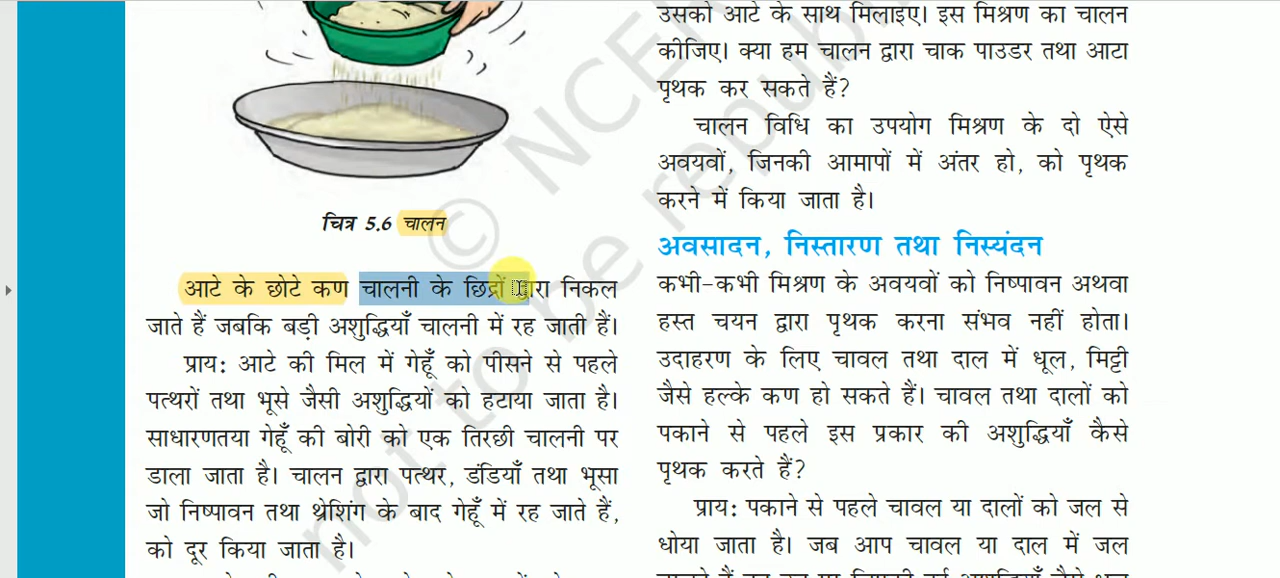 चित्र 5.6 चालन
आटे के छोटे कण चालनी के छिद्रों द्वारा निकल
जाते हैं जबकि बड़ी अशुद्धियाँ चालनी में रह जाती हैं।
प्राय: आटे की मिल में गेहूँ को पीसने से पहले
पत्थरों तथा भूसे जैसी अशुद्धियों को हटाया जाता है।
साधारणतया गेहूँ की बोरी को एक तिरछी चालनी पर
डाला जाता है। चालन द्वारा पत्थर, डंडियाँ तथा भूसा
जो निष्पावन तथा थ्रेशिंग के बाद गेहूँ में रह जाते हैं,
को दूर किया जाता है।
उसको आटे के साथ मिलाइए। इस मिश्रण का चालन
कीजिए। क्या हम चालन द्वारा चाक पाउडर तथा आटा
पृथक कर सकते हैं?
चालन विधि का उपयोग मिश्रण के दो ऐसे
अवयवों, जिनकी आमापों में अंतर हो, को पृथक
करने में किया जाता है।
अवसादन, निस्तारण तथा निस्यंदन
कभी-कभी मिश्रण के अवयवों को निष्पावन अथवा
हस्त चयन द्वारा पृथक करना संभव नहीं होता।
उदाहरण के लिए चावल तथा दाल में धूल, मिट्टी
जैसे हल्के कण हो सकते हैं। चावल तथा दालों को
पकाने से पहले इस प्रकार की अशुद्धियाँ कैसे
पृथक करते हैं?
प्राय: पकाने से पहले चावल या दालों को जल से
धोया जाता है। जब आप चावल या दाल में जल
© NCER
not to be republ